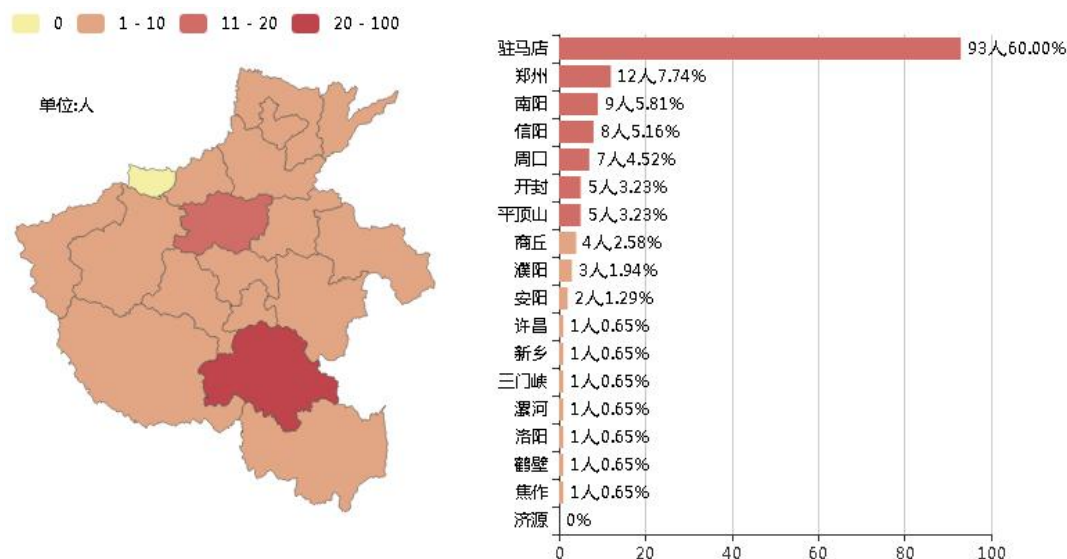 0 1 - 10 11 - 20 20 - 100
单位:人
驻马店 93人,60.00%
郑州 12人,7.74%
南阳 9人,5.81%
信阳 8人,5.16%
周口 7人,4.52%
开封 5人,3.23%
平顶山 5人,3.23%
商丘 4人,2.58%
濮阳 3人,1.94%
安阳 2人,1.29%
许昌 1人,0.65%
新乡 1人,0.65%
三门峡 1人,0.65%
漯河 1人,0.65%
洛阳 1人,0.65%
鹤壁 1人,0.65%
焦作 1人,0.65%
济源 0%
0 20 40 60 80 100